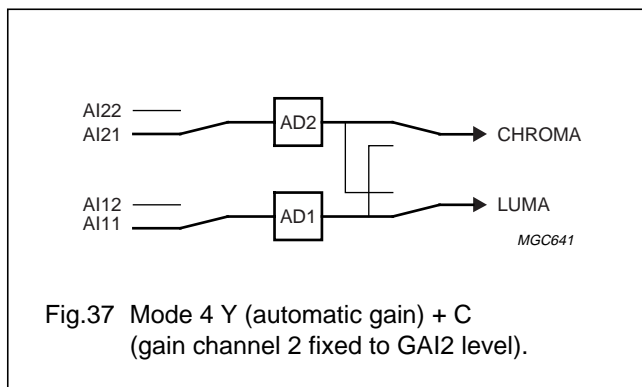 AI22
AI21
AD2
CHROMA
AI12
AI11
AD1
LUMA
MGC641
Fig.37 Mode 4 Y (automatic gain) + C
(gain channel 2 fixed to GAI2 level).